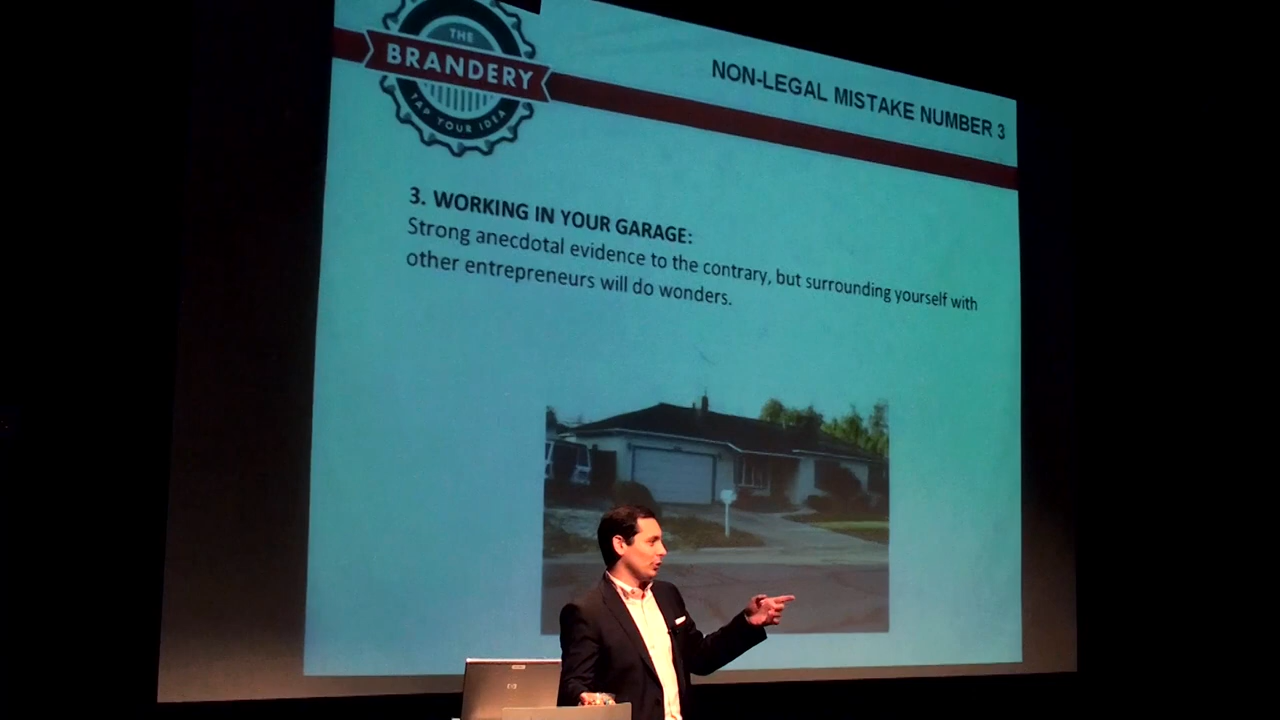 THE
BRANDERY
TAP YOUR IDEA
NON-LEGAL MISTAKE NUMBER 3
3. WORKING IN YOUR GARAGE:
Strong anecdotal evidence to the contrary, but surrounding yourself with
other entrepreneurs will do wonders.
hp